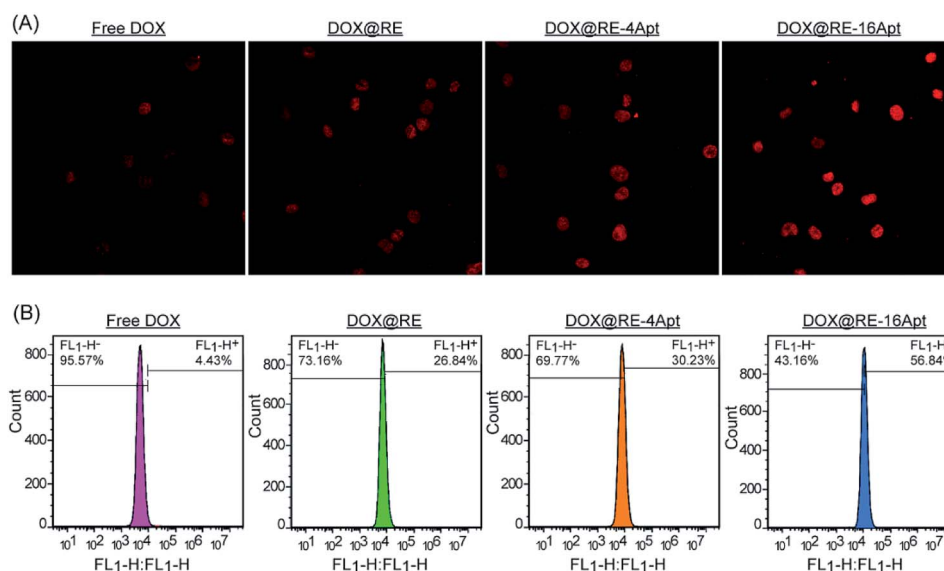 (A)
Free DOX DOX@RE DOX@RE-4Apt DOX@RE-16Apt
(B)
Free DOX DOX@RE DOX@RE-4Apt DOX@RE-16Apt
FL1-H- FL1-H+ FL1-H- FL1-H+ FL1-H- FL1-H+ FL1-H- FL1-H
95.57% 4.43% 73.16% 26.84% 69.77% 30.23% 43.16% 56.84%
Count Count Count Count
800 800 800 800
600 600 600 600
400 400 400 400
200 200 200 200
0 0 0 0
10¹ 10² 10³ 10⁴ 10⁵ 10⁶ 10⁷ 10¹ 10² 10³ 10⁴ 10⁵ 10⁶ 10⁷ 10¹ 10² 10³ 10⁴ 10⁵ 10⁶ 10⁷ 10¹ 10² 10³ 10⁴ 10⁵ 10⁶ 10⁷
FL1-H:FL1-H FL1-H:FL1-H FL1-H:FL1-H FL1-H:FL1-H